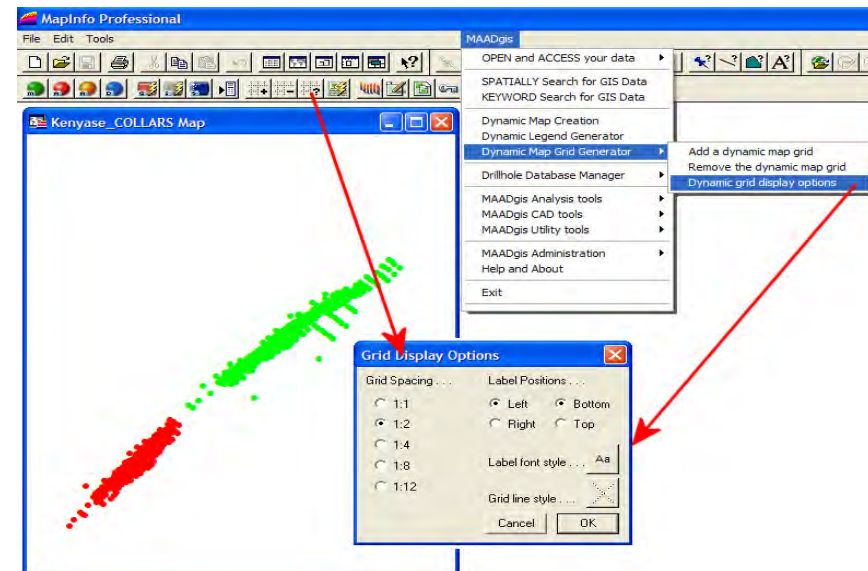 MapInfo Professional
File Edit Tools
MAADgis
OPEN and ACCESS your data
SPATIALLY Search for GIS Data
KEYWORD Search for GIS Data
Dynamic Map Creation
Dynamic Legend Generator
Dynamic Map Grid Generator
Add a dynamic map grid
Remove the dynamic map grid
Dynamic grid display options
Drillhole Database Manager
MAADgis Analysis tools
MAADgis CAD tools
MAADgis Utility tools
MAADgis Administration
Help and About
Exit
Kenyase_COLLARS Map
Grid Display Options
Grid Spacing . . .
Label Positions . . .
1:1
Left Bottom
1:2
Right Top
1:4
1:8
Label font style . . . Aa
1:12
Grid line style . . . .
Cancel OK